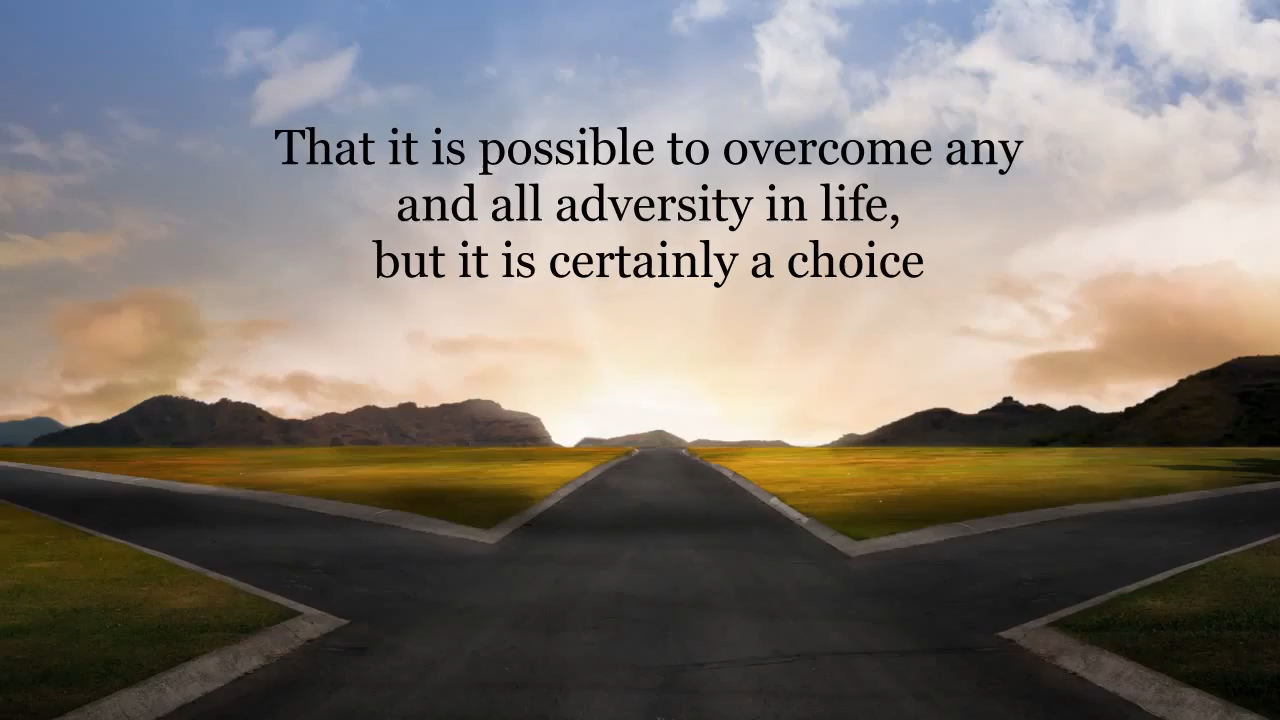 That it is possible to overcome any
and all adversity in life,
but it is certainly a choice